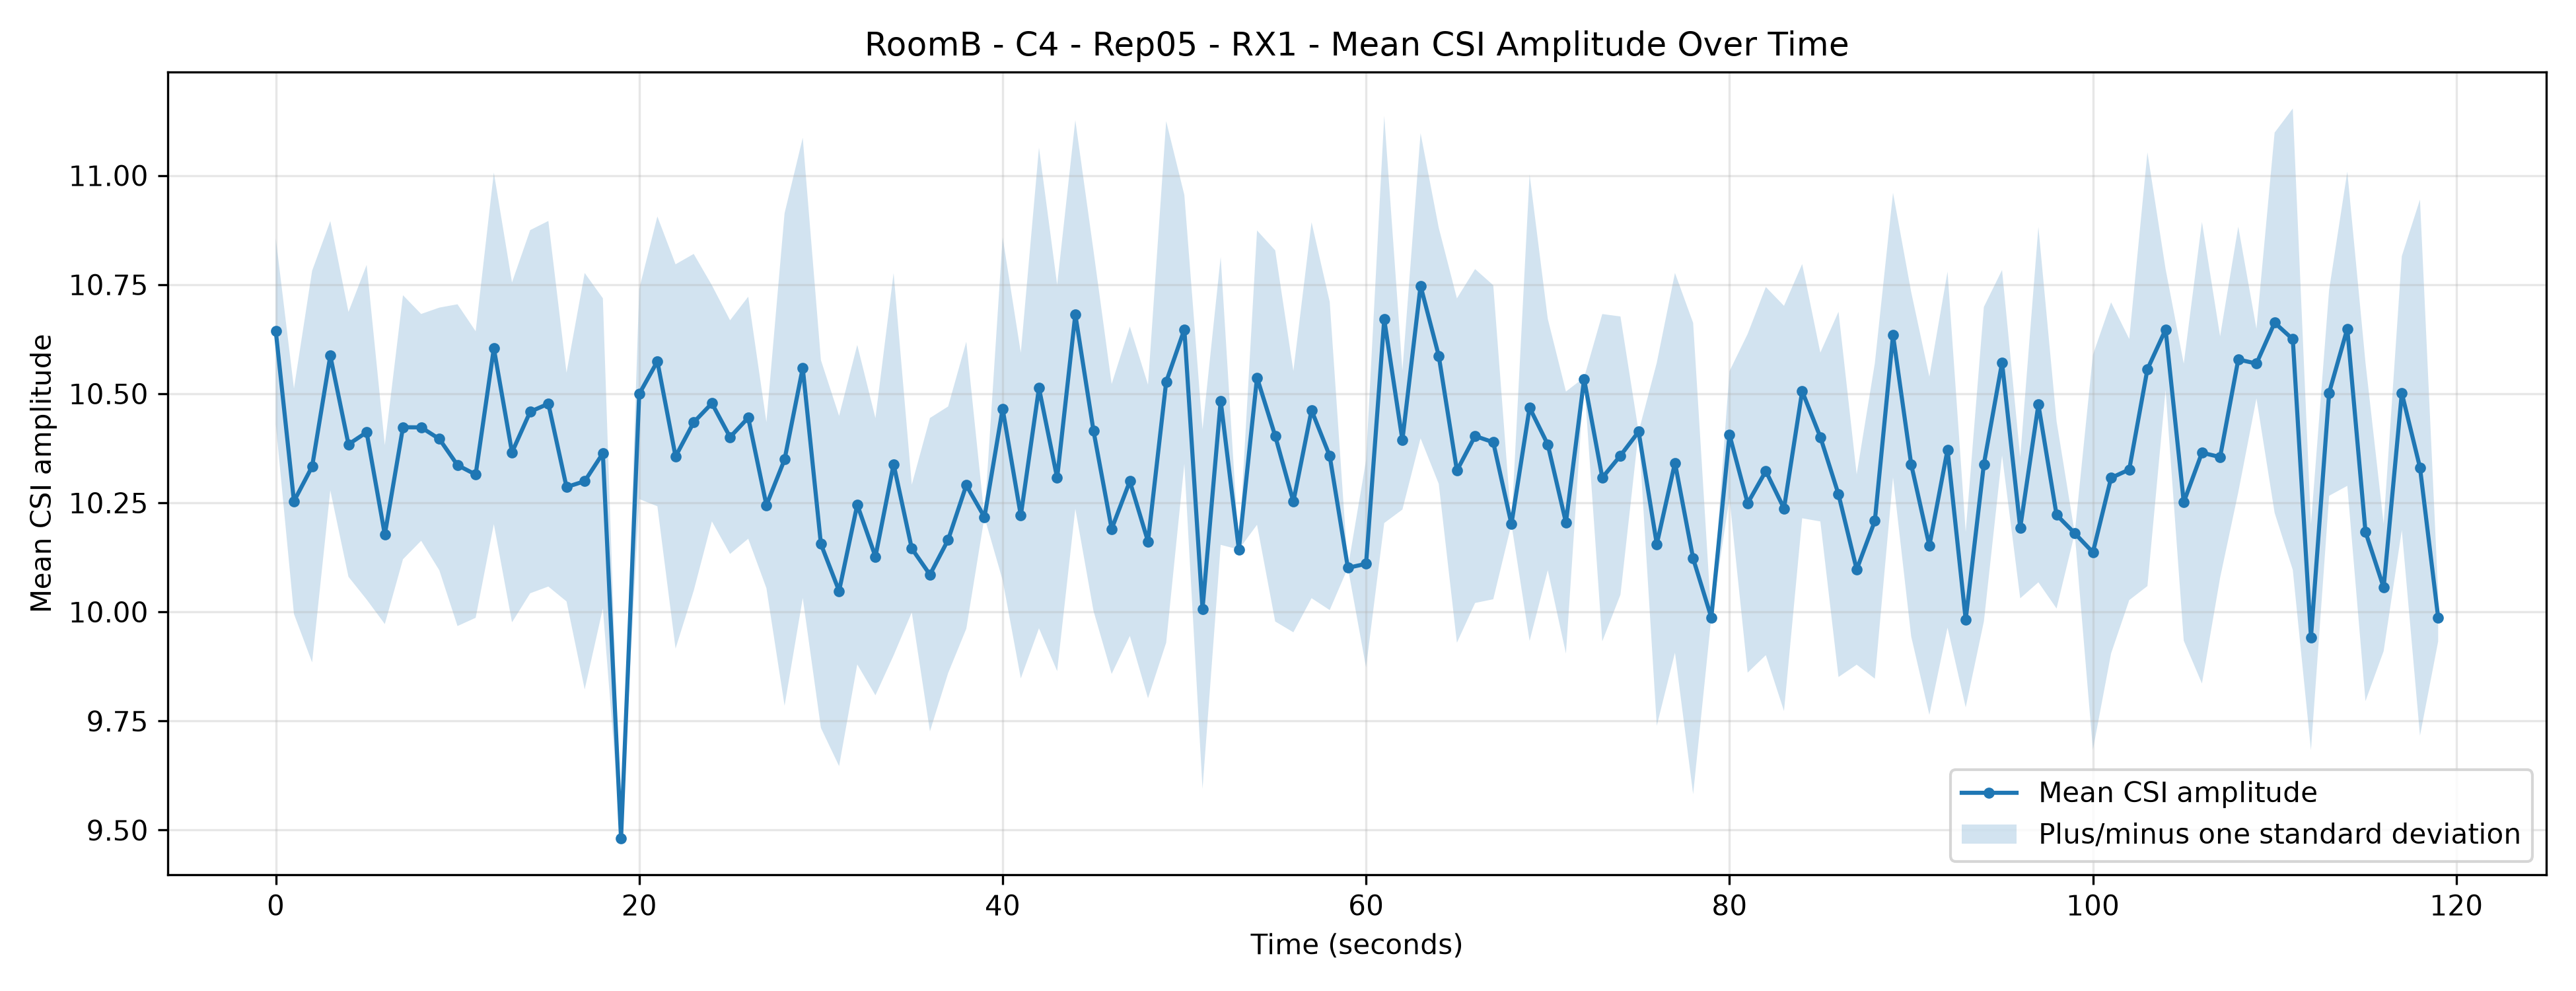 RoomB - C4 - Rep05 - RX1 - Mean CSI Amplitude Over Time
Mean CSI amplitude
11.00
10.75
10.50
10.25
10.00
9.75
9.50
Mean CSI amplitude
Plus/minus one standard deviation
0 20 40 60 80 100 120
Time (seconds)